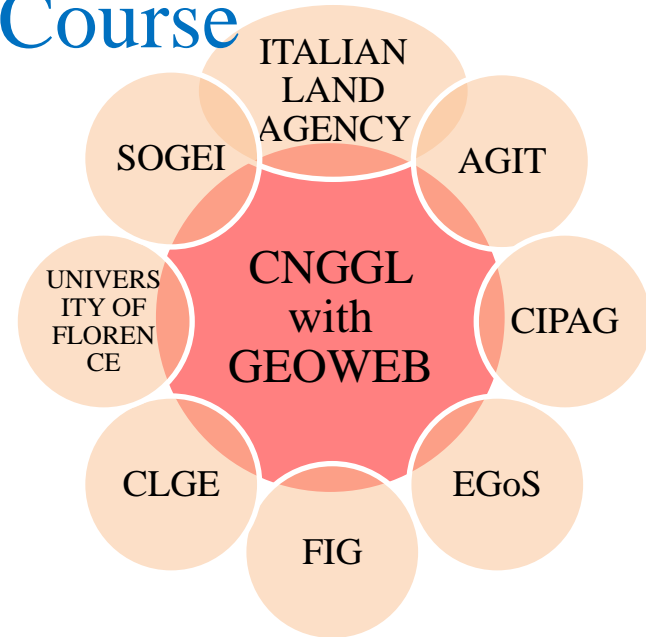 Course
ITALIAN
LAND
AGENCY
SOGEI
AGIT
CNGGL
with
GEOWEB
UNIVERS
ITY OF
FLOREN
CE
CIPAG
CLGE
EGoS
FIG